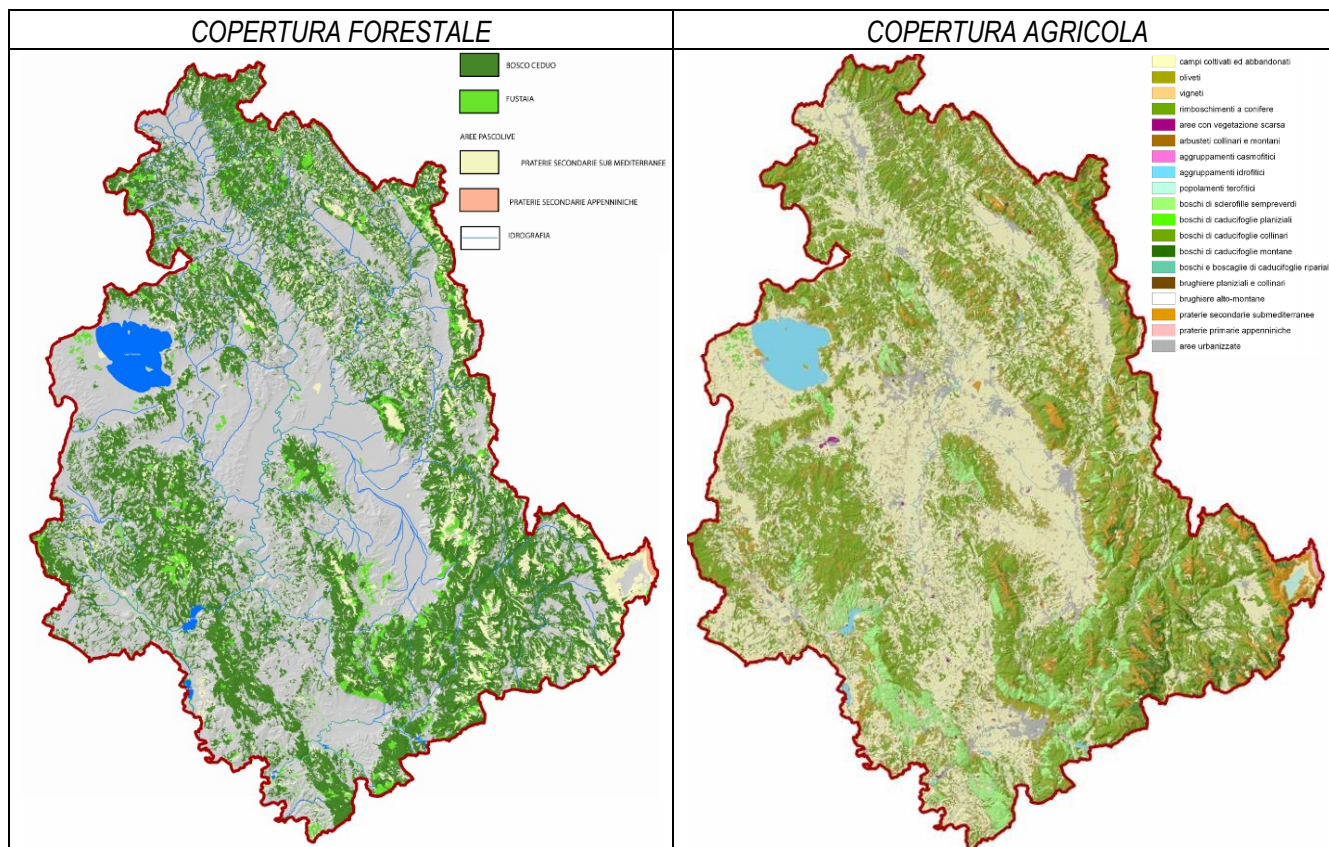 COPERTURA FORESTALE
COPERTURA AGRICOLA
BOSCO CEDUO
FUSTAIA
AREE PASCOLIVE
PRATERIE SECONDARIE SUB MEDITERRANEE
PRATERIE SECONDARIE APPENNINICHE
IDROGRAFIA
campi coltivati ed abbandonati
oliveti
vigneti
rimboschimenti a conifere
aree con vegetazione scarsa
arbusteti collinari e montani
aggruppamenti casmofitici
aggruppamenti idrofitici
popolamenti terofitici
boschi di sclerofille sempreverdi
boschi di caducifoglie planiziali
boschi di caducifoglie collinari
boschi di caducifoglie montane
boschi e boscaglie di caducifoglie ripariali
brughiere planiziali e collinari
brughiere alto-montane
praterie secondarie submediterranee
praterie primarie appenniniche
aree urbanizzate